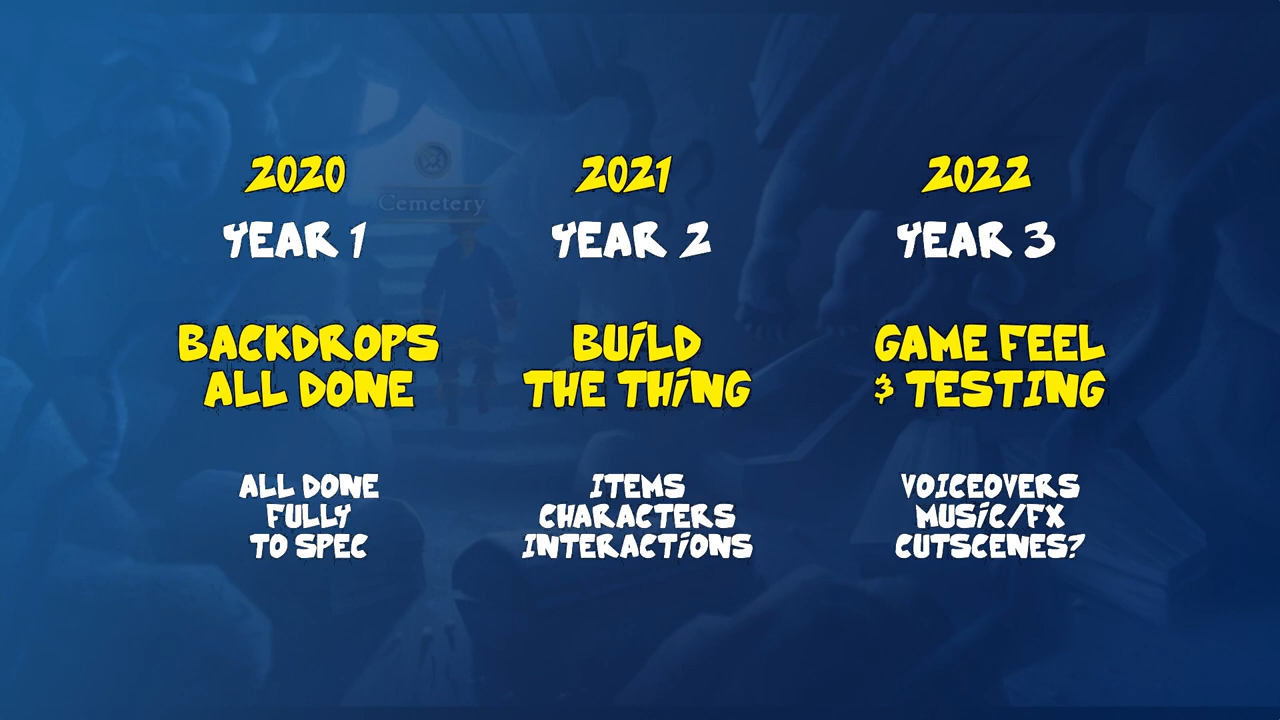 2020
YEAR 1
BACKDROPS
ALL DONE
ALL DONE
FULLY
TO SPEC
2021
YEAR 2
BUILD
THE THING
ITEMS
CHARACTERS
INTERACTIONS
2022
YEAR 3
GAME FEEL
& TESTING
VOICEOVERS
MUSIC/FX
CUTSCENES?
Cemetery